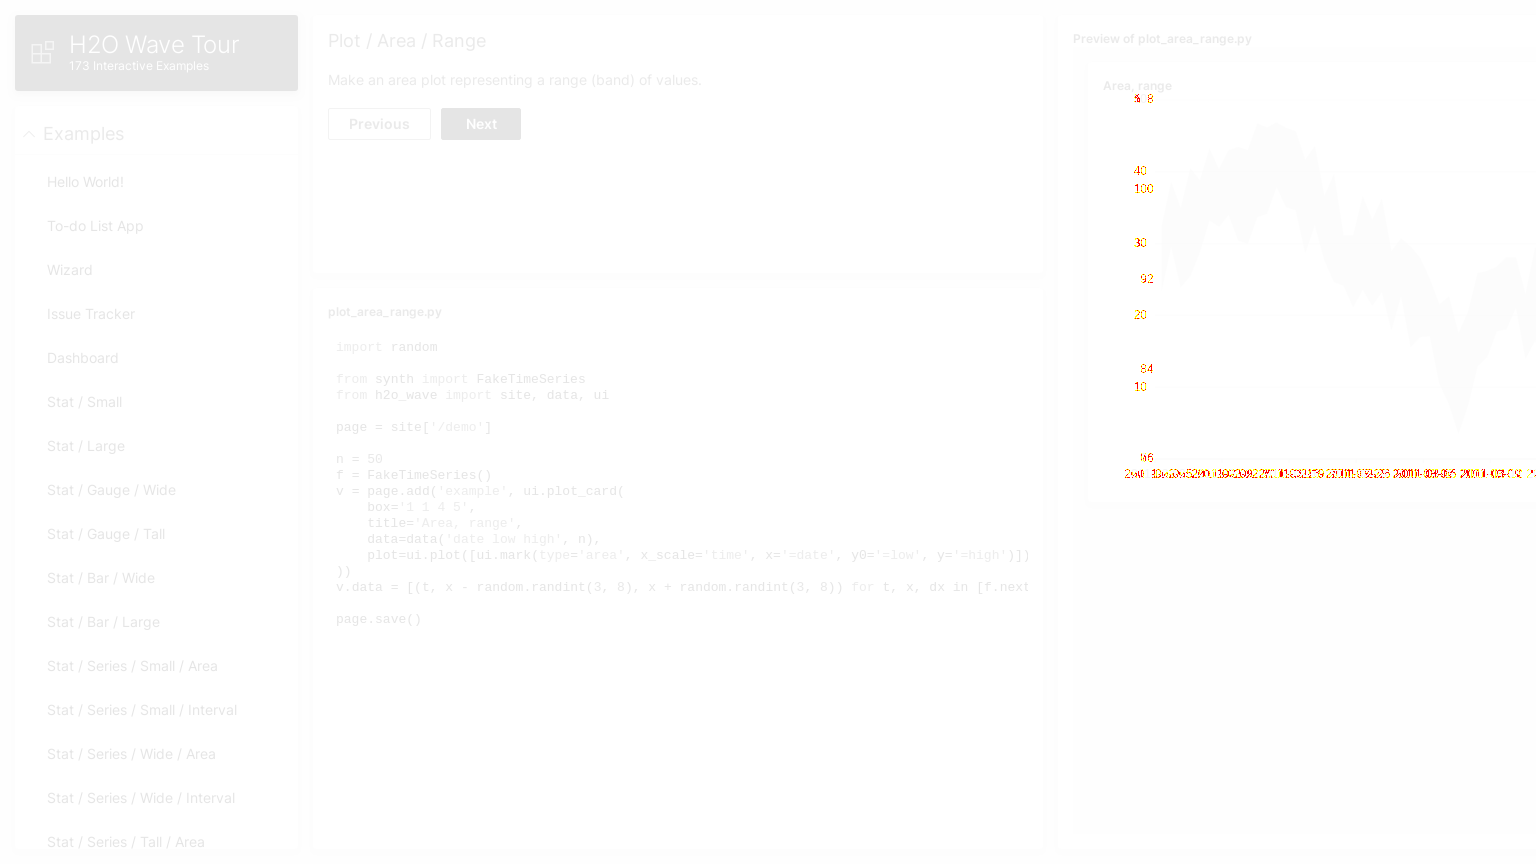 H2O Wave Tour
173 Interactive Examples
Examples
Hello World!
To-do List App
Wizard
Issue Tracker
Dashboard
Stat / Small
Stat / Large
Stat / Gauge / Wide
Stat / Gauge / Tall
Stat / Bar / Wide
Stat / Bar / Large
Stat / Series / Small / Area
Stat / Series / Small / Interval
Stat / Series / Wide / Area
Stat / Series / Wide / Interval
Stat / Series / Tall / Area
Plot / Area / Range
Make an area plot representing a range (band) of values.
Previous Next
plot_area_range.py
import random
from synth import FakeTimeSeries
from h2o_wave import site, data, ui
page = site['/demo']
n = 50
f = FakeTimeSeries()
v = page.add('example', ui.plot_card(
box='1 1 4 5',
title='Area, range',
data=data('date low high', n),
plot=ui.plot([ui.mark(type='area', x_scale='time', x='=date', y0='=low', y='=high')])
))
v.data = [(t, x - random.randint(3, 8), x + random.randint(3, 8)) for t, x, dx in [f.next
page.save()
Preview of plot_area_range.py
Area, range
40
100
92
20
84
10